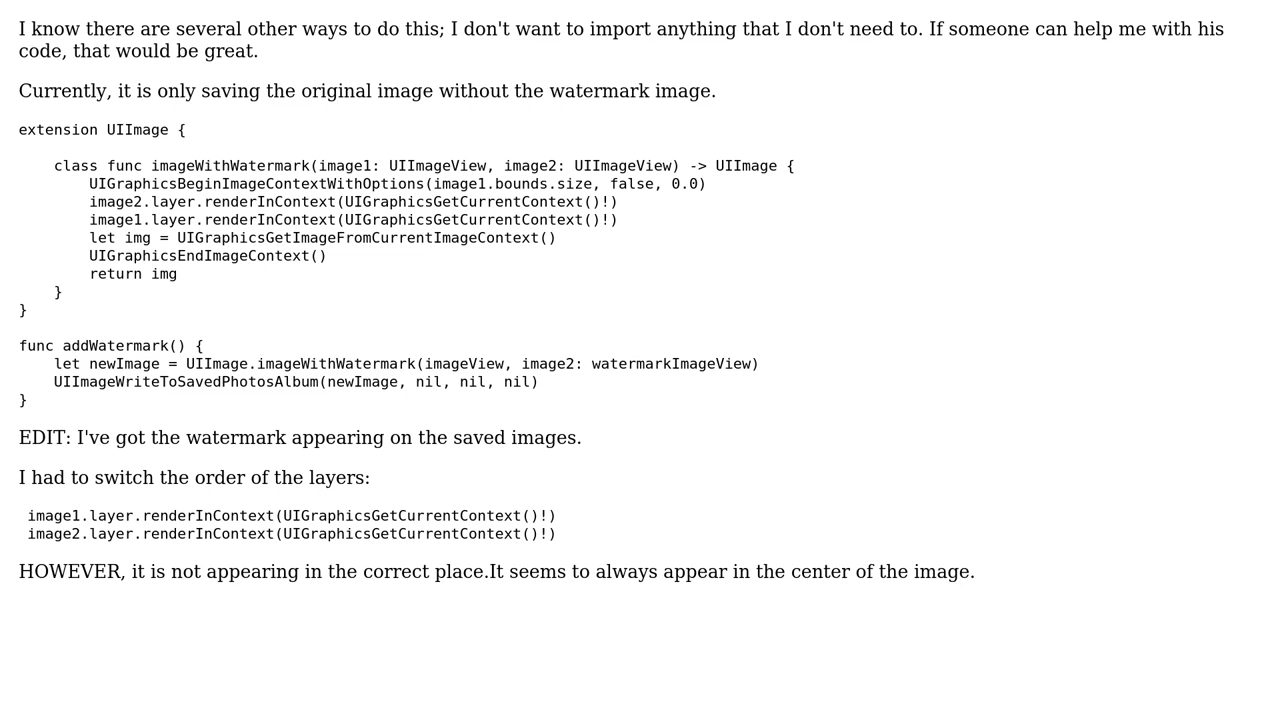 I know there are several other ways to do this; I don't want to import anything that I don't need to. If someone can help me with his
code, that would be great.
Currently, it is only saving the original image without the watermark image.
extension UIImage {
    class func imageWithWatermark(image1: UIImageView, image2: UIImageView) -> UIImage {
        UIGraphicsBeginImageContextWithOptions(image1.bounds.size, false, 0.0)
        image2.layer.renderInContext(UIGraphicsGetCurrentContext()!)
        image1.layer.renderInContext(UIGraphicsGetCurrentContext()!)
        let img = UIGraphicsGetImageFromCurrentImageContext()
        UIGraphicsEndImageContext()
        return img
    }
}
func addWatermark() {
    let newImage = UIImage.imageWithWatermark(imageView, image2: watermarkImageView)
    UIImageWriteToSavedPhotosAlbum(newImage, nil, nil, nil)
}
EDIT: I've got the watermark appearing on the saved images.
I had to switch the order of the layers:
 image1.layer.renderInContext(UIGraphicsGetCurrentContext()!)
 image2.layer.renderInContext(UIGraphicsGetCurrentContext()!)
HOWEVER, it is not appearing in the correct place.It seems to always appear in the center of the image.